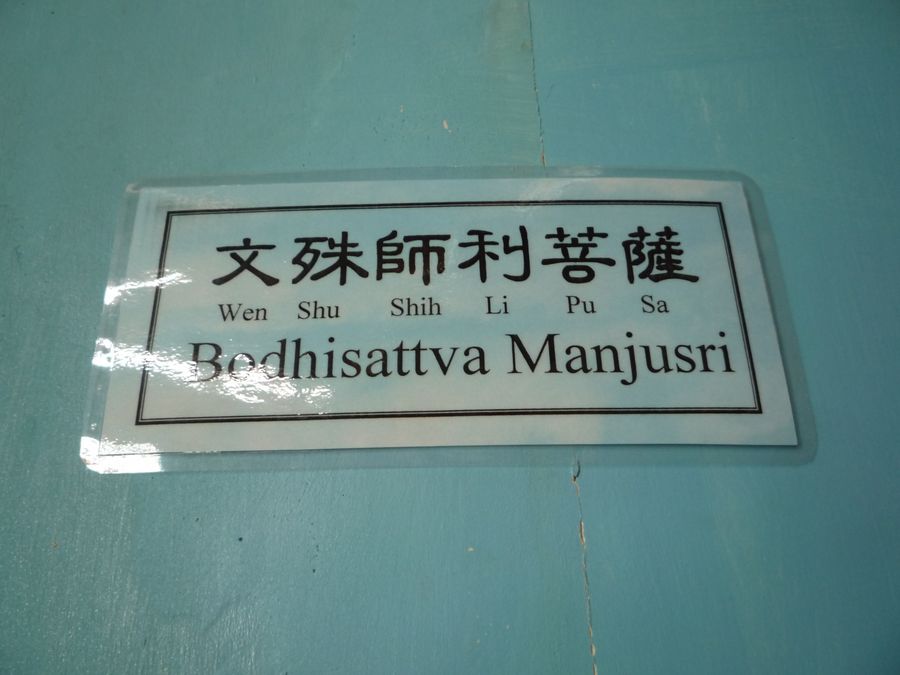 文殊師利菩薩
Wen Shu Shih Li Pu Sa
Bodhisattva Manjusri